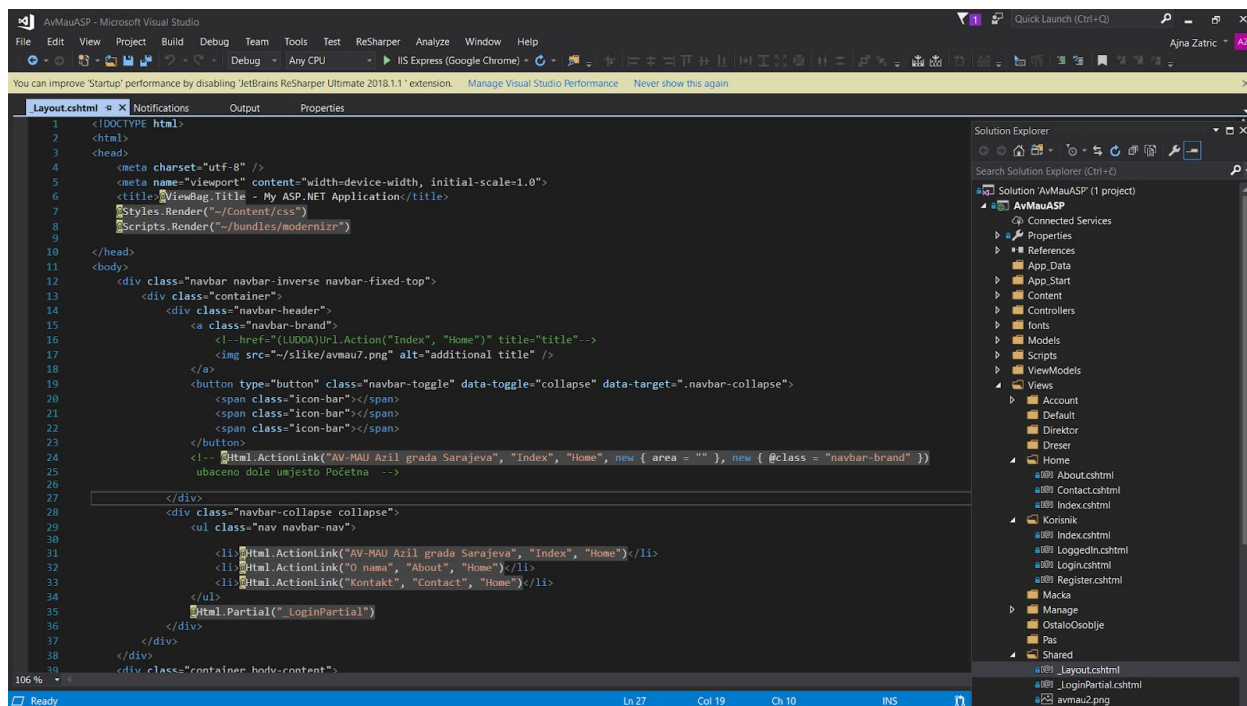 AvMauASP - Microsoft Visual Studio
1
Quick Launch (Ctrl+Q)
File Edit View Project Build Debug Team Tools Test ReSharper Analyze Window Help
Ajna Zatric
AZ
Debug Any CPU IIS Express (Google Chrome)
You can improve 'Startup' performance by disabling 'JetBrains ReSharper Ultimate 2018.1.1 ' extension. Manage Visual Studio Performance Never show this again
_Layout.cshtml Notifications Output Properties
1 <!DOCTYPE html>
2 <html>
3 <head>
4 <meta charset="utf-8" />
5 <meta name="viewport" content="width=device-width, initial-scale=1.0">
6 <title>@ViewBag.Title - My ASP.NET Application</title>
7 @Styles.Render("~/Content/css")
8 @Scripts.Render("~/bundles/modernizr")
9
10 </head>
11 <body>
12 <div class="navbar navbar-inverse navbar-fixed-top">
13 <div class="container">
14 <div class="navbar-header">
15 <a class="navbar-brand">
16 <!--href="(LUDOA)Url.Action("Index", "Home")" title="title"-->
17 <img src="~/slike/avmau7.png" alt="additional title" />
18 </a>
19 <button type="button" class="navbar-toggle" data-toggle="collapse" data-target=".navbar-collapse">
20 <span class="icon-bar"></span>
21 <span class="icon-bar"></span>
22 <span class="icon-bar"></span>
23 </button>
24 <!-- @Html.ActionLink("AV-MAU Azil grada Sarajeva", "Index", "Home", new { area = "" }, new { @class = "navbar-brand" })
25 ubaceno dole umjesto Početna -->
26
27 </div>
28 <div class="navbar-collapse collapse">
29 <ul class="nav navbar-nav">
30
31 <li>@Html.ActionLink("AV-MAU Azil grada Sarajeva", "Index", "Home")</li>
32 <li>@Html.ActionLink("O nama", "About", "Home")</li>
33 <li>@Html.ActionLink("Kontakt", "Contact", "Home")</li>
34 </ul>
35 @Html.Partial("_LoginPartial")
36 </div>
37 </div>
38 </div>
39 <div class="container body-content">
106 %
Solution Explorer
Search Solution Explorer (Ctrl+č)
Solution 'AvMauASP' (1 project)
AvMauASP
Connected Services
Properties
References
App_Data
App_Start
Content
Controllers
fonts
Models
Scripts
ViewModels
Views
Account
Default
Direktor
Dreser
Home
About.cshtml
Contact.cshtml
Index.cshtml
Korisnik
Index.cshtml
LoggedIn.cshtml
Login.cshtml
Register.cshtml
Macka
Manage
OstaloOsoblje
Pas
Shared
_Layout.cshtml
_LoginPartial.cshtml
avmau2.png
Ready Ln 27 Col 19 Ch 10 INS